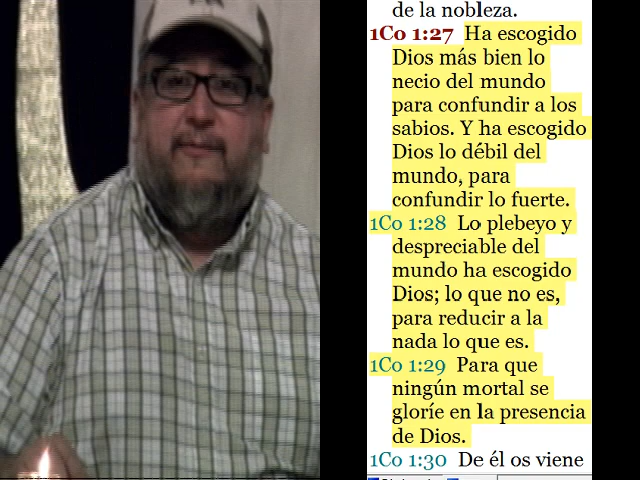 de la nobleza.
1Co 1:27 Ha escogido
Dios más bien lo
necio del mundo
para confundir a los
sabios. Y ha escogido
Dios lo débil del
mundo, para
confundir lo fuerte.
1Co 1:28 Lo plebeyo y
despreciable del
mundo ha escogido
Dios; lo que no es,
para reducir a la
nada lo que es.
1Co 1:29 Para que
ningún mortal se
gloríe en la presencia
de Dios.
1Co 1:30 De él os viene